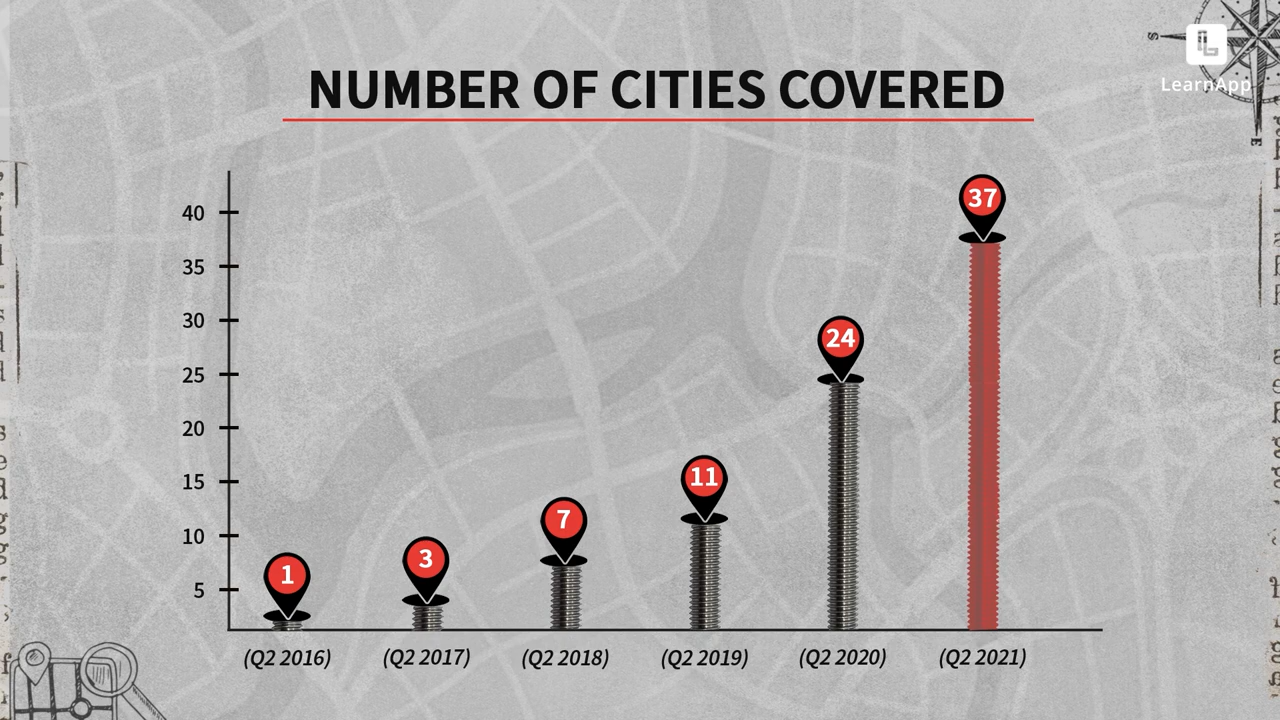 NUMBER OF CITIES COVERED
LearnApp
S
E
40
35
30
25
20
15
10
5
1
3
7
11
24
37
(Q2 2016)
(Q2 2017)
(Q2 2018)
(Q2 2019)
(Q2 2020)
(Q2 2021)